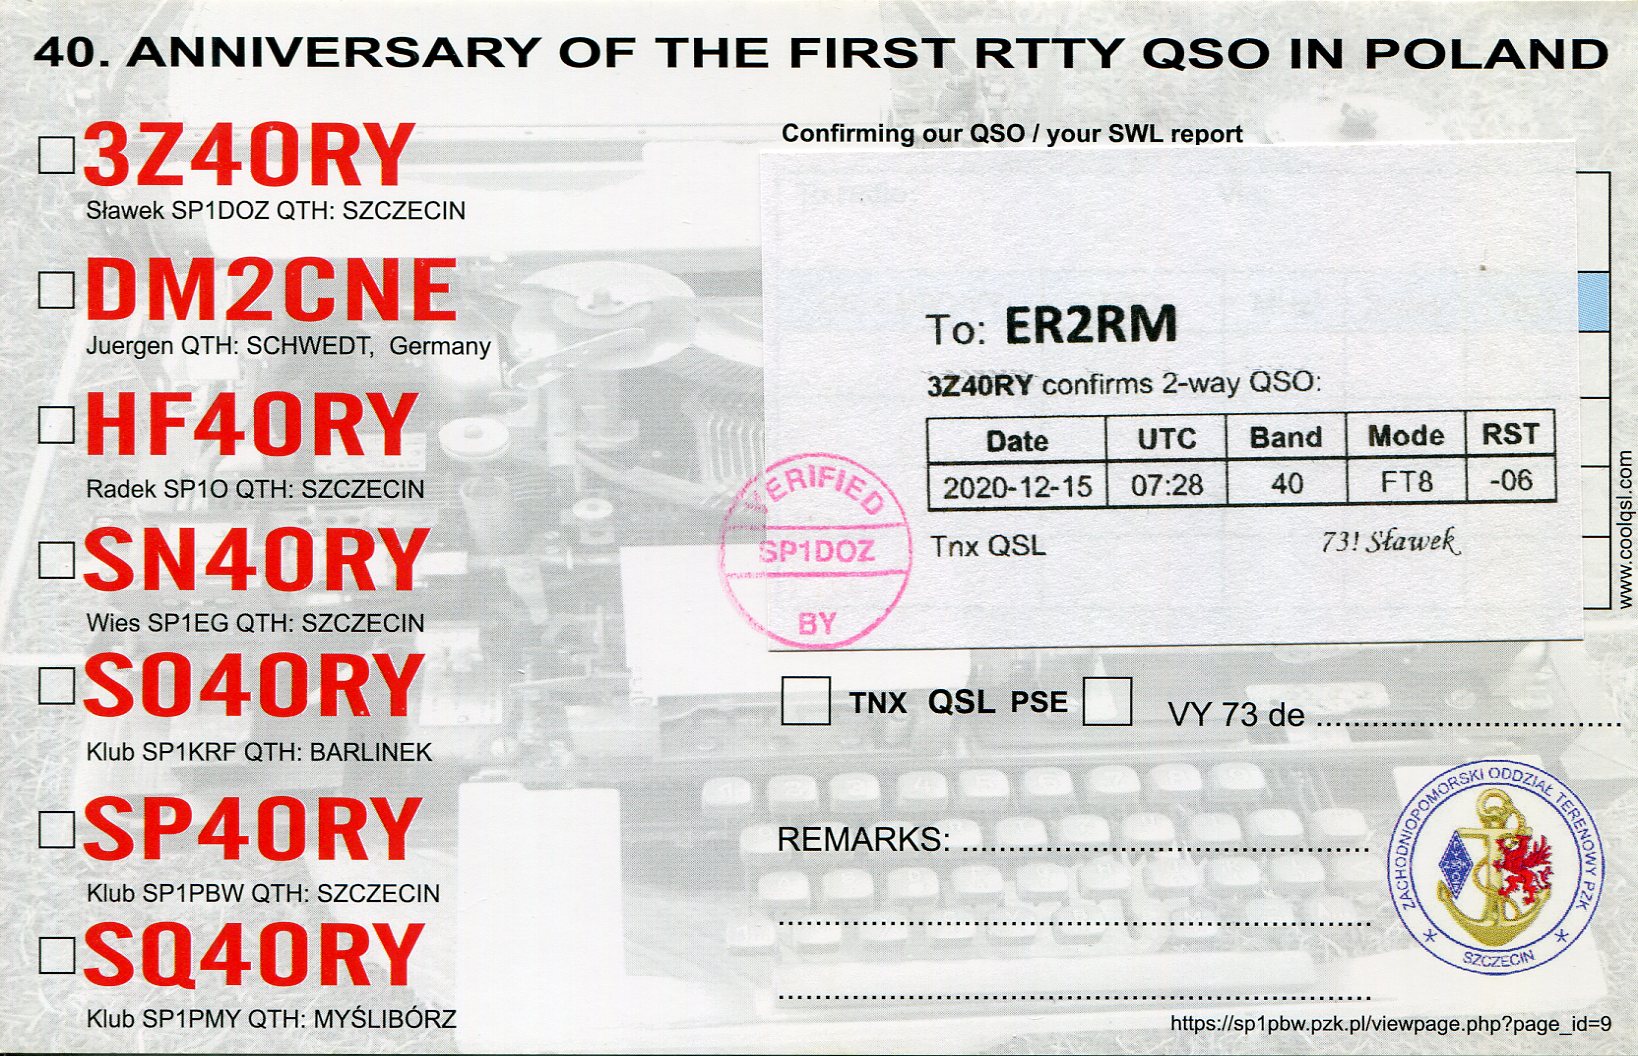 40. ANNIVERSARY OF THE FIRST RTTY QSO IN POLAND
3Z40RY
Sławek SP1DOZ QTH: SZCZECIN
DM2CNE
Juergen QTH: SCHWEDT, Germany
HF40RY
Radek SP1O QTH: SZCZECIN
SN40RY
Wies SP1EG QTH: SZCZECIN
SO40RY
Klub SP1KRF QTH: BARLINEK
SP40RY
Klub SP1PBW QTH: SZCZECIN
SQ40RY
Klub SP1PMY QTH: MYŚLIBÓRZ
Confirming our QSO / your SWL report
To: ER2RM
3Z40RY confirms 2-way QSO:
Date UTC Band Mode RST
2020-12-15 07:28 40 FT8 -06
Tnx QSL 73! Sławek
VERIFIED
SP1DOZ
BY
www.coolqsl.com
TNX QSL PSE VY 73 de ..............................
REMARKS: ........................................
ZACHODNIOPOMORSKI ODDZIAŁ TERENOWY PZK
* SZCZECIN *
https://sp1pbw.pzk.pl/viewpage.php?page_id=9